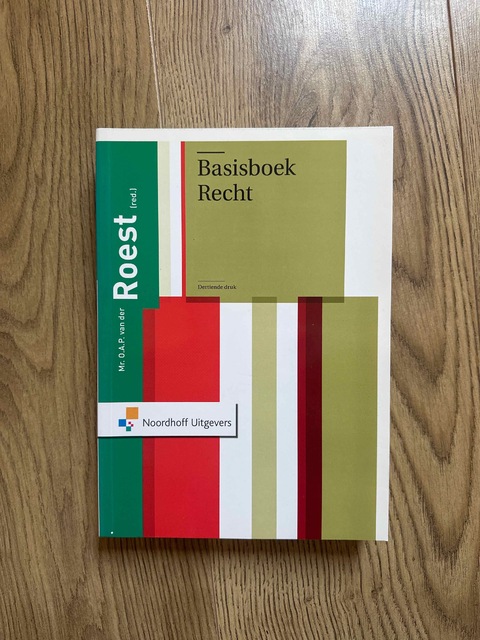 Basisboek
Recht
Dertiende druk
Mr. O.A.P. van der
Roest (red.)
Noordhoff Uitgevers